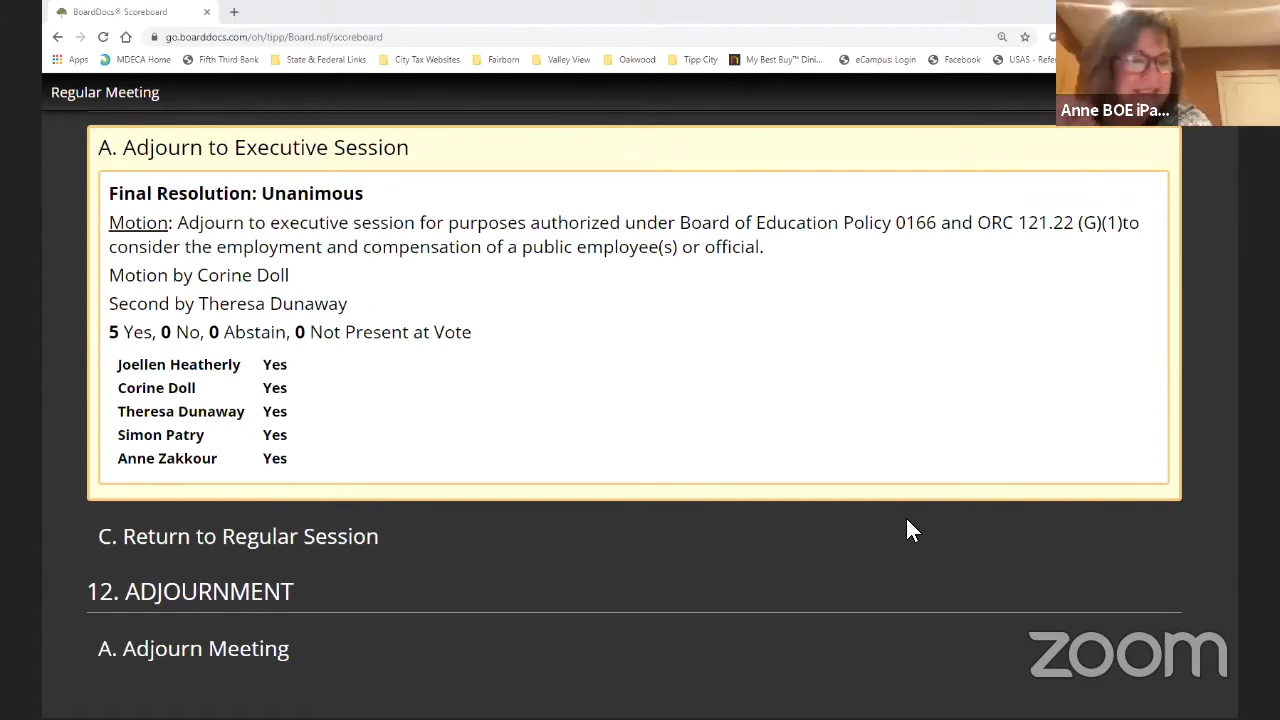 BoardDocs® Scoreboard
go.boarddocs.com/oh/tipp/Board.nsf/scoreboard
Apps MDECA Home Fifth Third Bank State & Federal Links City Tax Websites Fairborn Valley View Oakwood Tipp City My Best Buy™ Dini... eCampus: Login Facebook USAS - Refe
Regular Meeting
Anne BOE iPa...
A. Adjourn to Executive Session
Final Resolution: Unanimous
Motion: Adjourn to executive session for purposes authorized under Board of Education Policy 0166 and ORC 121.22 (G)(1)to
consider the employment and compensation of a public employee(s) or official.
Motion by Corine Doll
Second by Theresa Dunaway
5 Yes, 0 No, 0 Abstain, 0 Not Present at Vote
Joellen Heatherly Yes
Corine Doll Yes
Theresa Dunaway Yes
Simon Patry Yes
Anne Zakkour Yes
C. Return to Regular Session
12. ADJOURNMENT
A. Adjourn Meeting
zoom